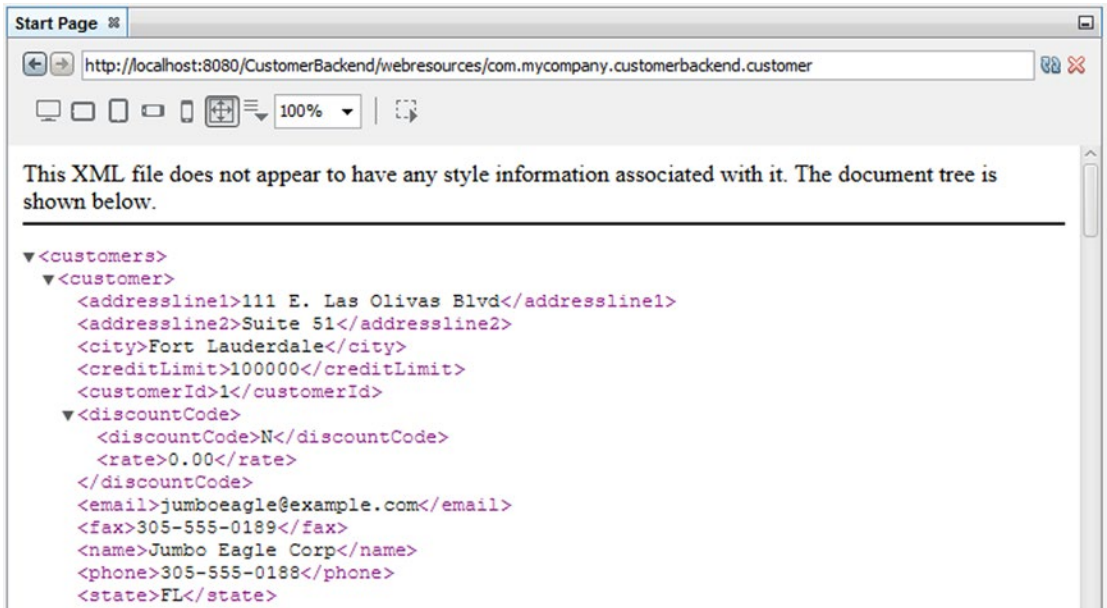 Start Page
http://localhost:8080/CustomerBackend/webresources/com.mycompany.customerbackend.customer
100%
This XML file does not appear to have any style information associated with it. The document tree is
shown below.
<customers>
<customer>
<addressline1>111 E. Las Olivas Blvd</addressline1>
<addressline2>Suite 51</addressline2>
<city>Fort Lauderdale</city>
<creditLimit>100000</creditLimit>
<customerId>1</customerId>
<discountCode>
<discountCode>N</discountCode>
<rate>0.00</rate>
</discountCode>
<email>jumboeagle@example.com</email>
<fax>305-555-0189</fax>
<name>Jumbo Eagle Corp</name>
<phone>305-555-0188</phone>
<state>FL</state>